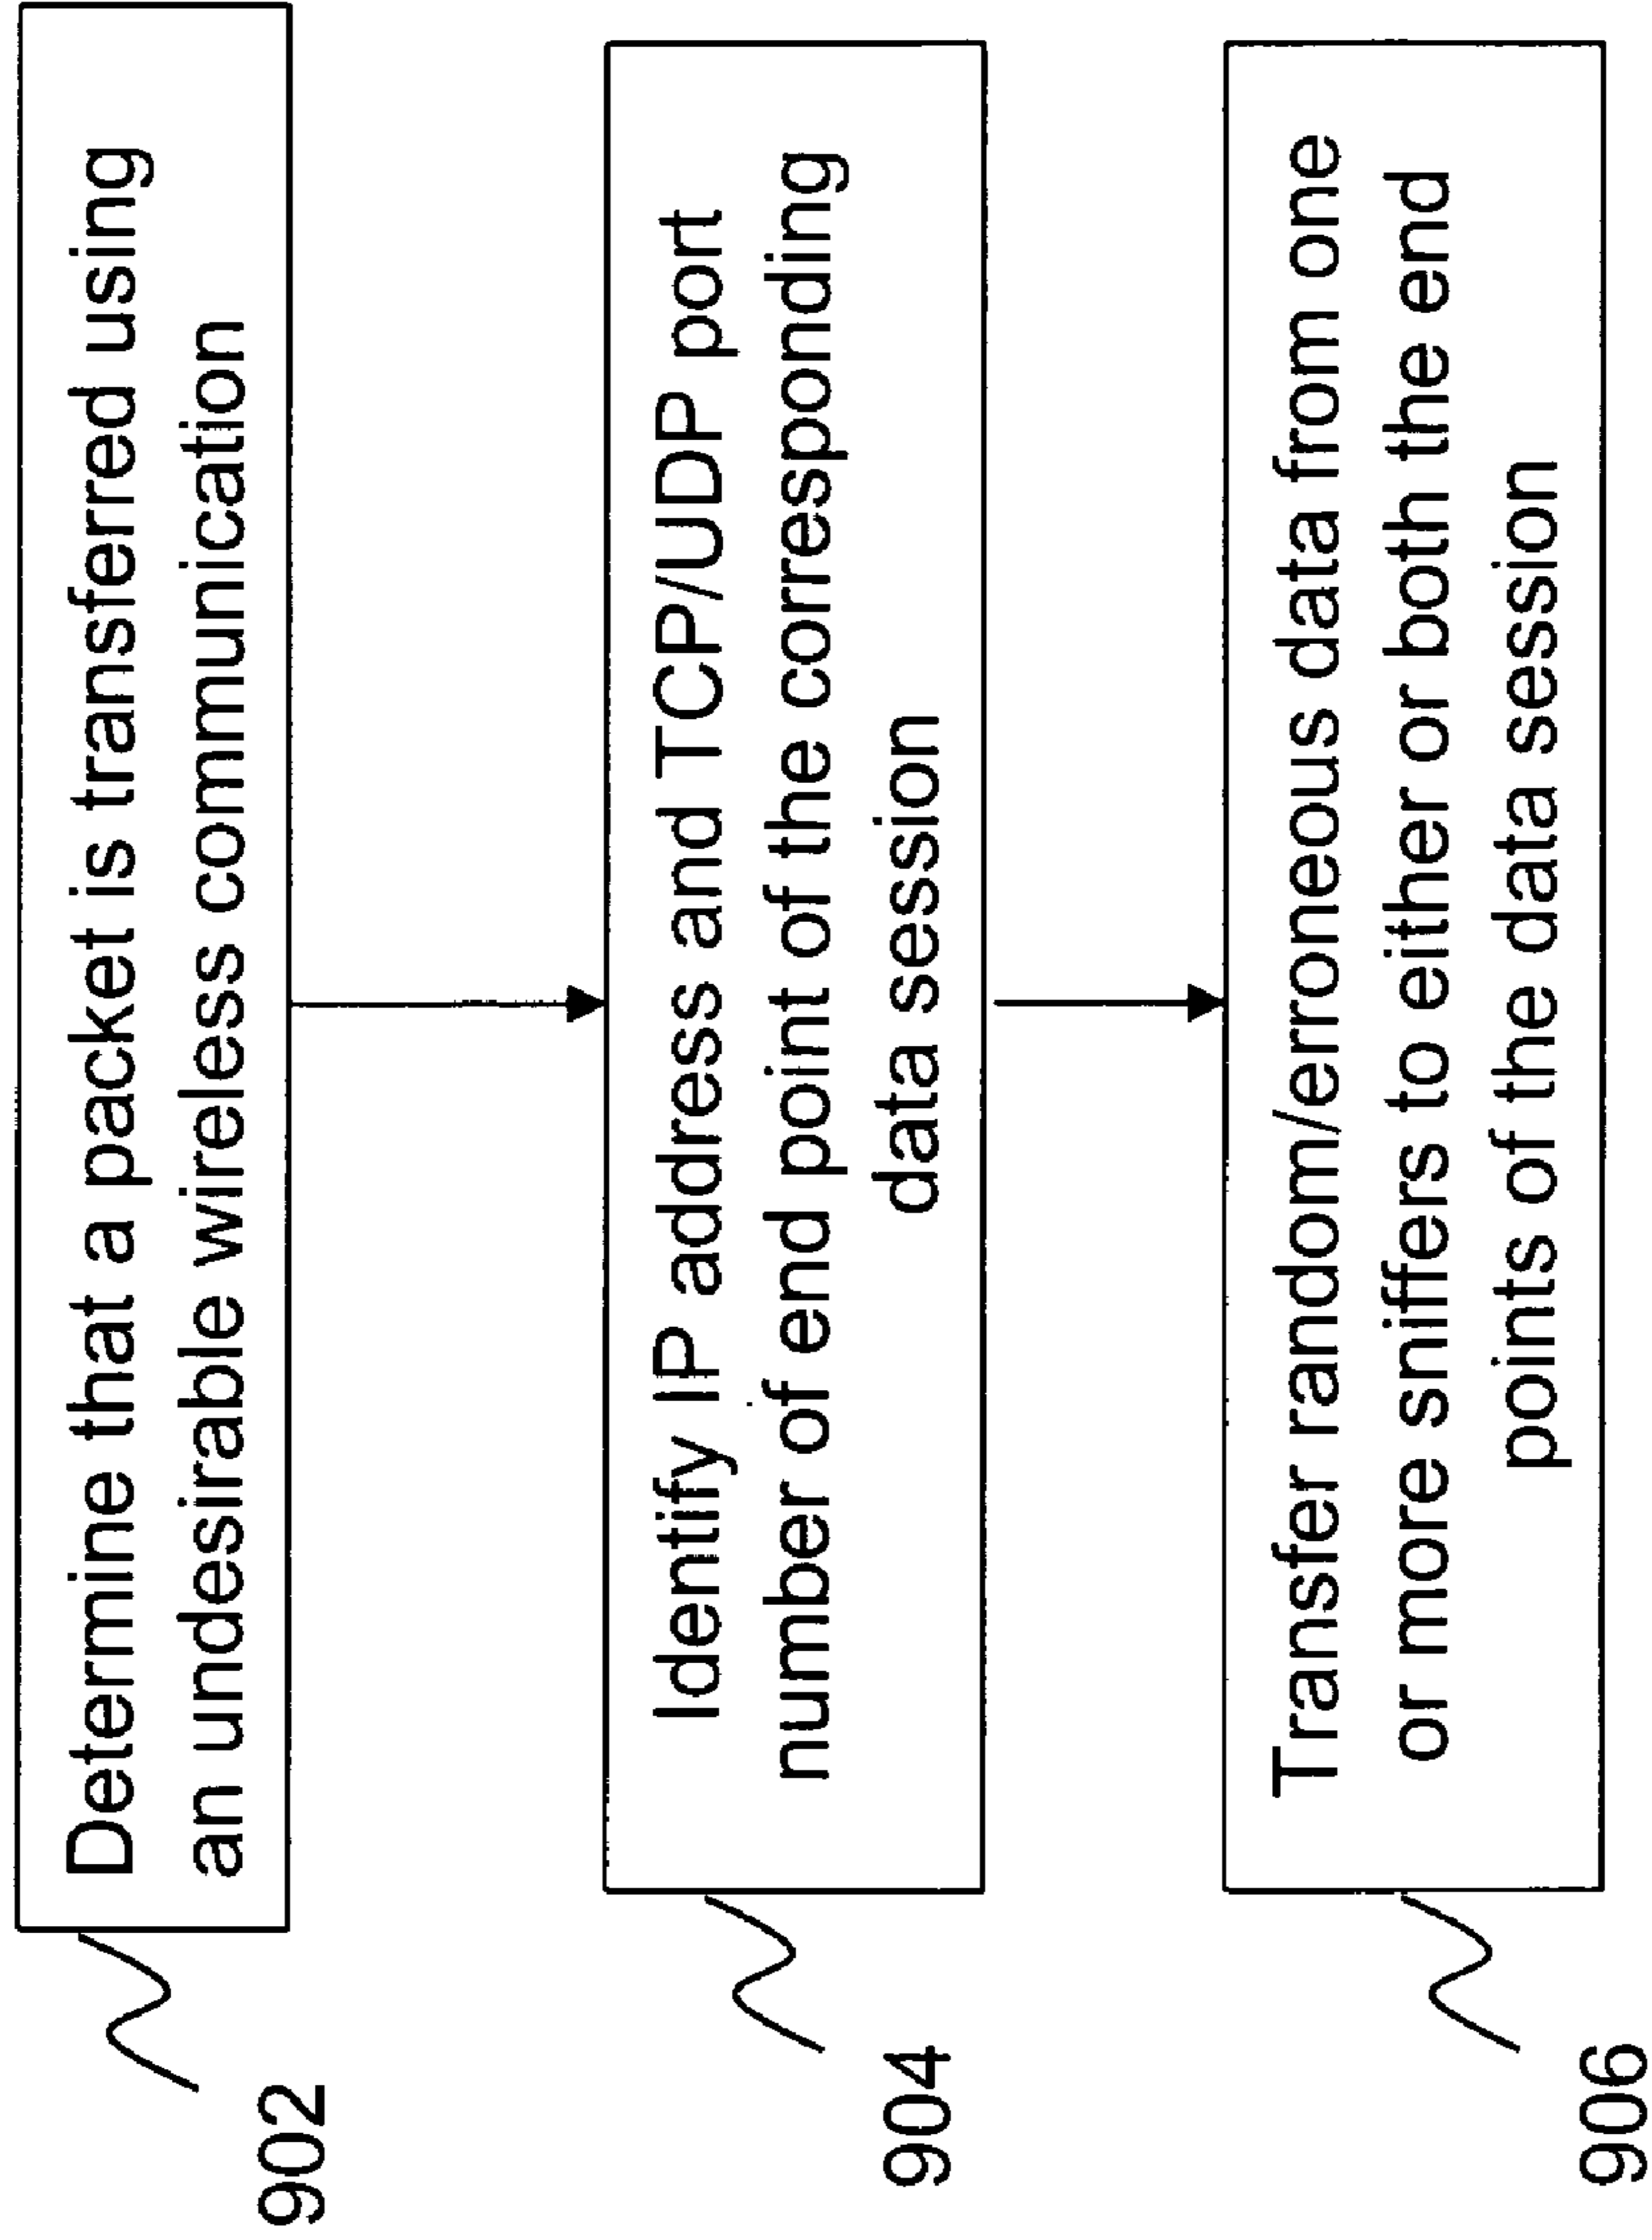 Determine that a packet is transferred using
an undesirable wireless communication
902
Identify IP address and TCP/UDP port
number of end point of the corresponding
data session
904
Transfer random/erroneous data from one
or more sniffers to either or both the end
points of the data session
906